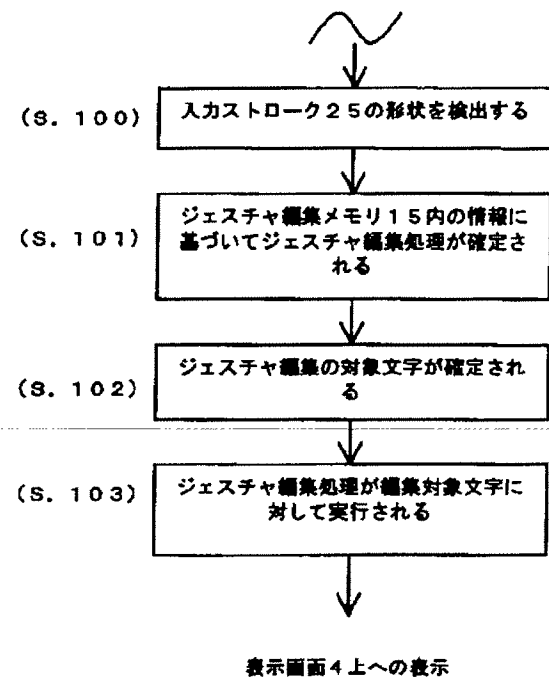 (S. 100)
入力ストローク25の形状を検出する
(S. 101)
ジェスチャ編集メモリ15内の情報に
基づいてジェスチャ編集処理が確定さ
れる
(S. 102)
ジェスチャ編集の対象文字が確定され
る
(S. 103)
ジェスチャ編集処理が編集対象文字に
対して実行される
表示画面4上への表示